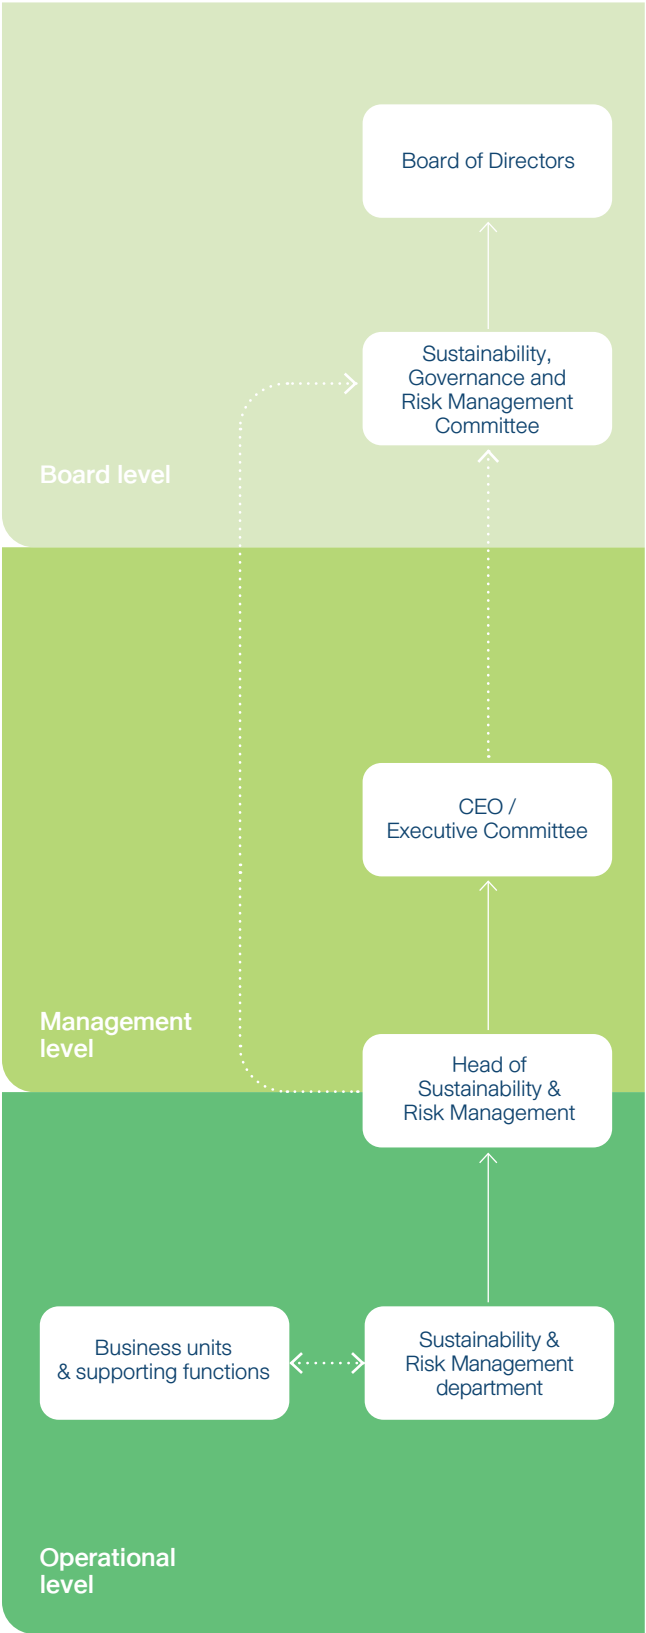 Board of Directors
Sustainability,
Governance and
Risk Management
Committee
Board level
CEO /
Executive Committee
Management
level
Head of
Sustainability &
Risk Management
Business units
& supporting functions
Sustainability &
Risk Management
department
Operational
level